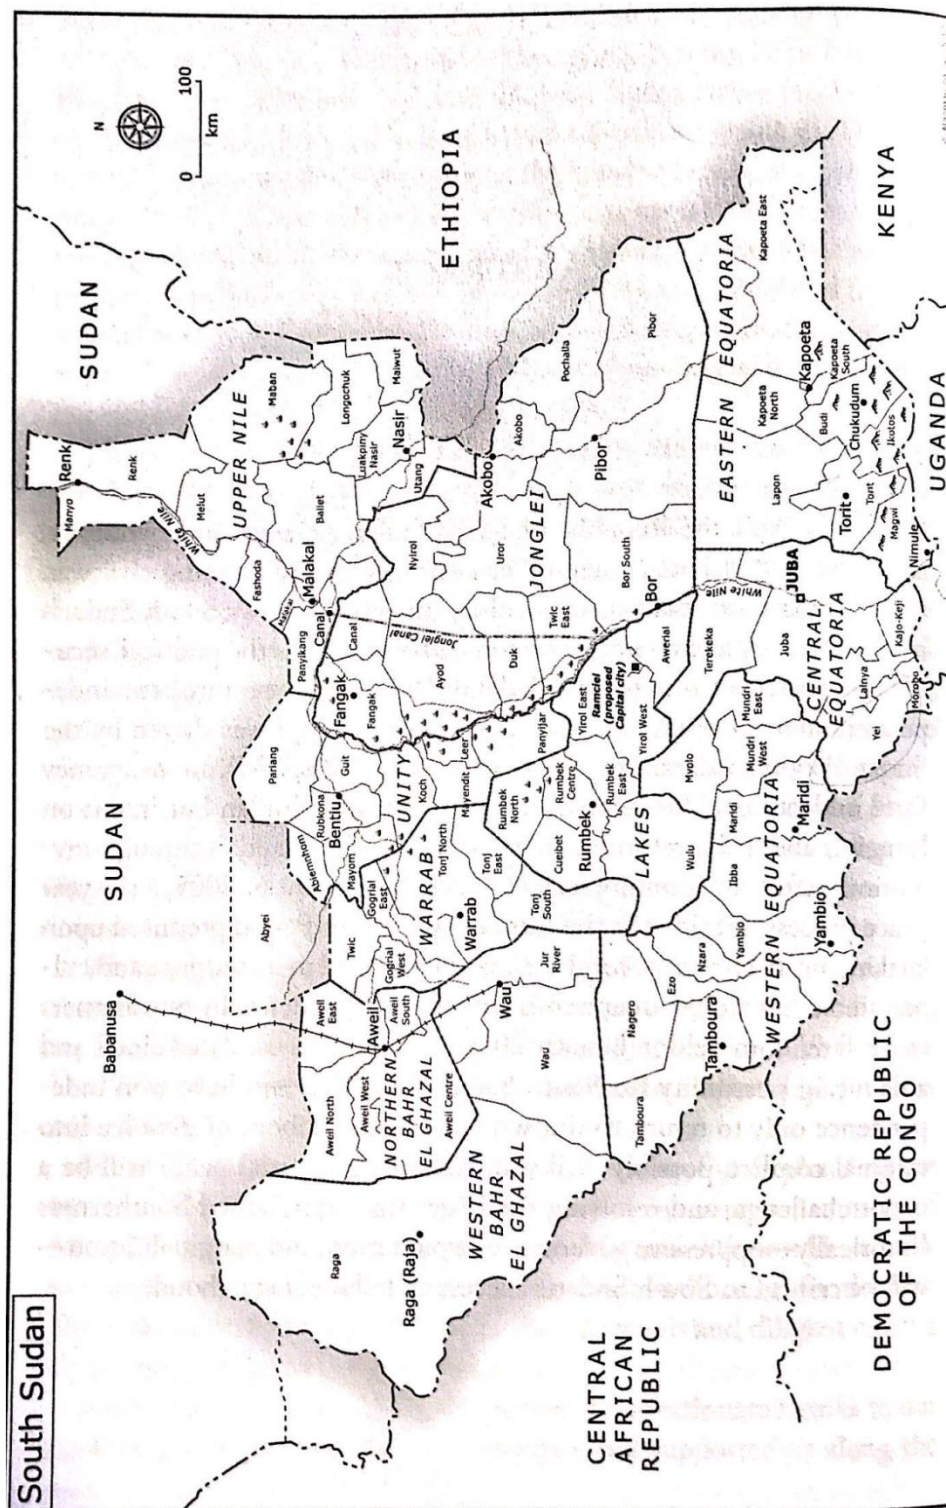 South Sudan
N
0 100
km
SUDAN
SUDAN
ETHIOPIA
KENYA
UGANDA
DEMOCRATIC REPUBLIC
OF THE CONGO
CENTRAL
AFRICAN
REPUBLIC
Babanusa
Abyei
UPPER NILE
Renk
Renk
Manyo
White Nile
Melut
Maban
Fashoda
Malakal
Baliet
Longochuk
Luakpiny
Nasir
Maiwut
Nasir
Utang
Panyikang
Canal
Canal
Jonglei Canal
JONGLEI
Fangak
Fangak
Nyirol
Akobo
Akobo
Ayod
Uror
Duk
Twic
East
Pochalla
Pibor
Pibor
Bor South
Bor
UNITY
Pariang
Abiemnhom
Rubkona
Bentiu
Guit
Mayom
Koch
Leer
Mayendit
Panyijar
WARRAB
Twic
Gogrial
East
Gogrial
West
Tonj North
Warrab
Tonj
East
Tonj
South
NORTHERN
BAHR
EL GHAZAL
Aweil North
Aweil West
Aweil
East
Aweil
Aweil
South
Aweil Centre
WESTERN
BAHR
EL GHAZAL
Raga
Raga (Raja)
Jur
River
Wau
Wau
LAKES
Rumbek
North
Rumbek
Centre
Cueibet
Rumbek
Rumbek
East
Yirol East
Ramciel
(proposed
Capital city)
Yirol West
Awerial
Wulu
WESTERN EQUATORIA
Tamboura
Tamboura
Nagero
Ezo
Nzara
Yambio
Yambio
Ibba
Maridi
Maridi
Mvolo
Mundri
West
Mundri
East
CENTRAL
EQUATORIA
Terekeka
White Nile
JUBA
Juba
Lainya
Yei
Morobo
Kajo-Keji
EASTERN EQUATORIA
Lapon
Kapoeta
North
Kapoeta East
Kapoeta
Kapoeta
South
Budi
Chukudum
Ikotos
Torit
Torit
Magwi
Nimule